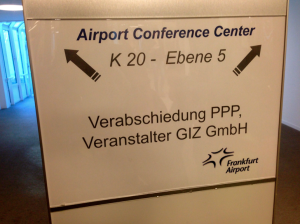 Airport Conference Center
K 20 - Ebene 5
Verabschiedung PPP,
Veranstalter GIZ GmbH
Frankfurt
Airport